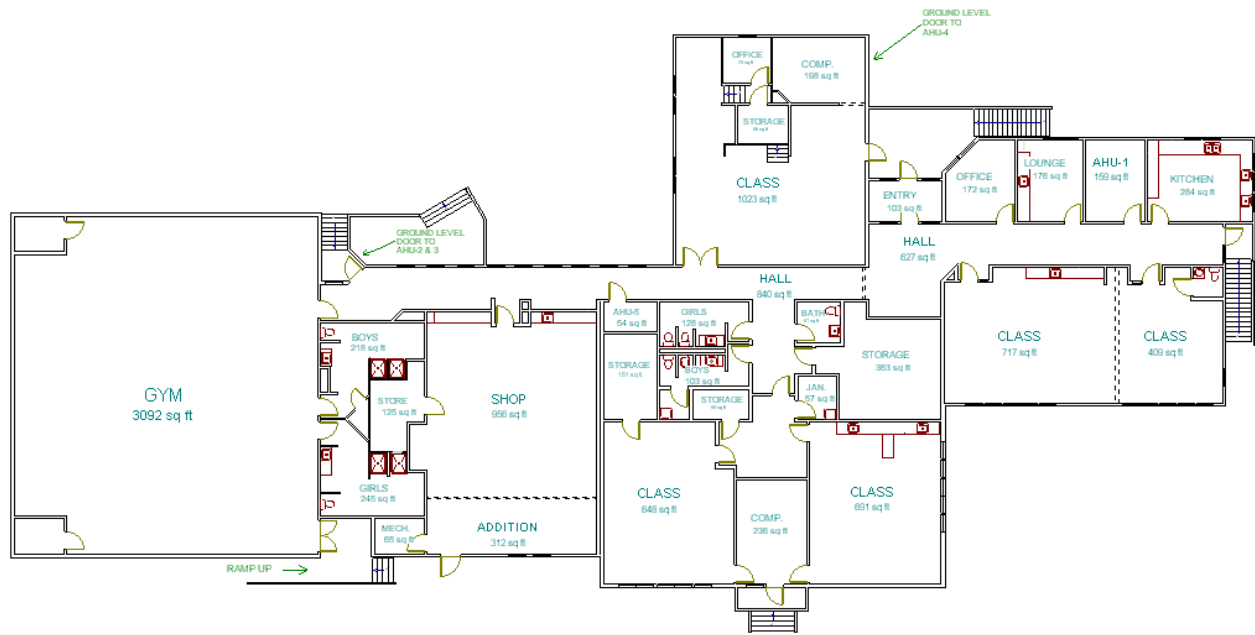 GROUND LEVEL
DOOR TO
AHU-4
OFFICE
COMP.
198 sq ft
STORAGE
CLASS
1023 sq ft
ENTRY
103 sq ft
OFFICE
172 sq ft
LOUNGE
176 sq ft
AHU-1
159 sq ft
KITCHEN
284 sq ft
HALL
627 sq ft
GROUND LEVEL
DOOR TO
AHU-2 & 3
HALL
840 sq ft
AHU-5
54 sq ft
GIRLS
128 sq ft
BATH
BOYS
218 sq ft
STORAGE
BOYS
103 sq ft
STORAGE
363 sq ft
CLASS
717 sq ft
CLASS
409 sq ft
GYM
3092 sq ft
STORE
125 sq ft
SHOP
956 sq ft
STORAGE
JAN.
57 sq ft
GIRLS
245 sq ft
CLASS
648 sq ft
CLASS
691 sq ft
MECH.
65 sq ft
ADDITION
312 sq ft
COMP.
236 sq ft
RAMP UP